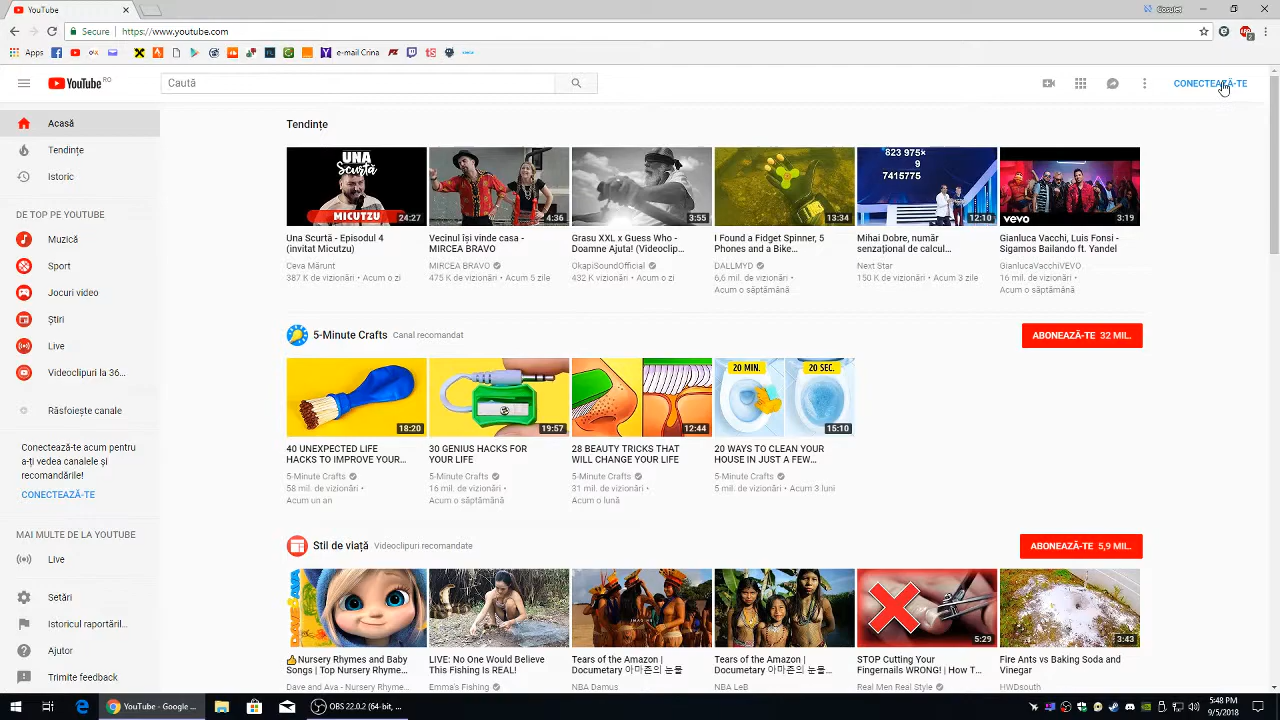 YouTube
Secure https://www.youtube.com
Apps
e-mail Crina
YouTube RO
Caută
CONECTEAZĂ-TE
Acasă
Tendințe
Istoric
DE TOP PE YOUTUBE
Muzică
Sport
Jocuri video
Știri
Live
Videoclipuri la 36...
Răsfoiește canale
Conectează-te acum pentru
a-ți vedea canalele și
recomandările!
CONECTEAZĂ-TE
MAI MULTE DE LA YOUTUBE
Live
Setări
Istoricul raportăril...
Ajutor
Trimite feedback
Tendințe
UNA
Scurtă
MICUTZU
24:27
4:36
3:55
13:34
823 975x
9
7415775
12:10
vevo
3:19
Una Scurtă - Episodul 4
(invitat Micutzu)
Ceva Mărunt
387 K de vizionări • Acum o zi
Vecinul își vinde casa -
MIRCEA BRAVO
MIRCEA BRAVO
475 K de vizionări • Acum 5 zile
Grasu XXL x Guess Who -
Doamne Ajuta! (Videoclip...
OkapiSoundOfficial
432 K vizionări • Acum o zi
I Found a Fidget Spinner, 5
Phones and a Bike...
DALLMYD
6,6 mil. de vizionări •
Acum o săptămână
Mihai Dobre, număr
senzațional de calcul...
Next Star
150 K de vizionări • Acum 3 zile
Gianluca Vacchi, Luis Fonsi -
Sigamos Bailando ft. Yandel
GianlucaVacchiVEVO
16 mil. de vizionări •
Acum o săptămână
5-Minute Crafts Canal recomandat
ABONEAZĂ-TE 32 MIL.
18:20
19:57
12:44
20 MIN.
20 SEC.
15:10
40 UNEXPECTED LIFE
HACKS TO IMPROVE YOUR...
5-Minute Crafts
58 mil. de vizionări •
Acum un an
30 GENIUS HACKS FOR
YOUR LIFE
5-Minute Crafts
16 mil. de vizionări •
Acum o săptămână
28 BEAUTY TRICKS THAT
WILL CHANGE YOUR LIFE
5-Minute Crafts
31 mil. de vizionări •
Acum o lună
20 WAYS TO CLEAN YOUR
HOUSE IN JUST A FEW...
5-Minute Crafts
5 mil. de vizionări • Acum 3 luni
Stil de viață Videoclipuri recomandate
ABONEAZĂ-TE 5,9 MIL.
5:29
3:43
👍Nursery Rhymes and Baby
Songs | Top Nursery Rhyme...
Dave and Ava - Nursery Rhyme...
LIVE: No One Would Believe
This Fishing Is REAL!
Emma's Fishing
Tears of the Amazon |
Documetary 아마존의 눈물
NBA Damus
Tears of the Amazon |
Documetary 아마존의 눈물
NBA LeB
STOP Cutting Your
Fingernails WRONG! | How T...
Real Men Real Style
Fire Ants vs Baking Soda and
Vinegar
HWDsouth
YouTube - Google ...
OBS 22.0.2 (64-bit, ...
5:48 PM
9/5/2018